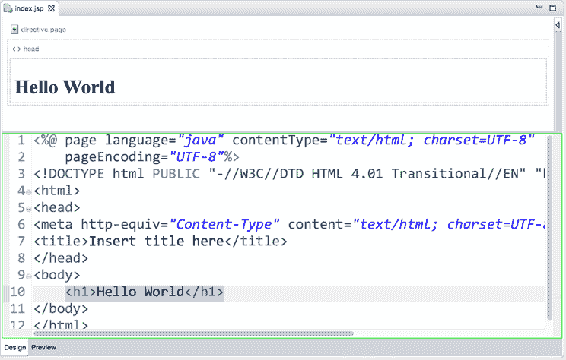 index.jsp
directive.page
<> head
Hello World
1 <%@ page language="java" contentType="text/html; charset=UTF-8"
2 pageEncoding="UTF-8"%>
3 <!DOCTYPE html PUBLIC "-//W3C//DTD HTML 4.01 Transitional//EN" "
4 <html>
5 <head>
6 <meta http-equiv="Content-Type" content="text/html; charset=UTF-
7 <title>Insert title here</title>
8 </head>
9 <body>
10 <h1>Hello World</h1>
11 </body>
12 </html>
Design Preview